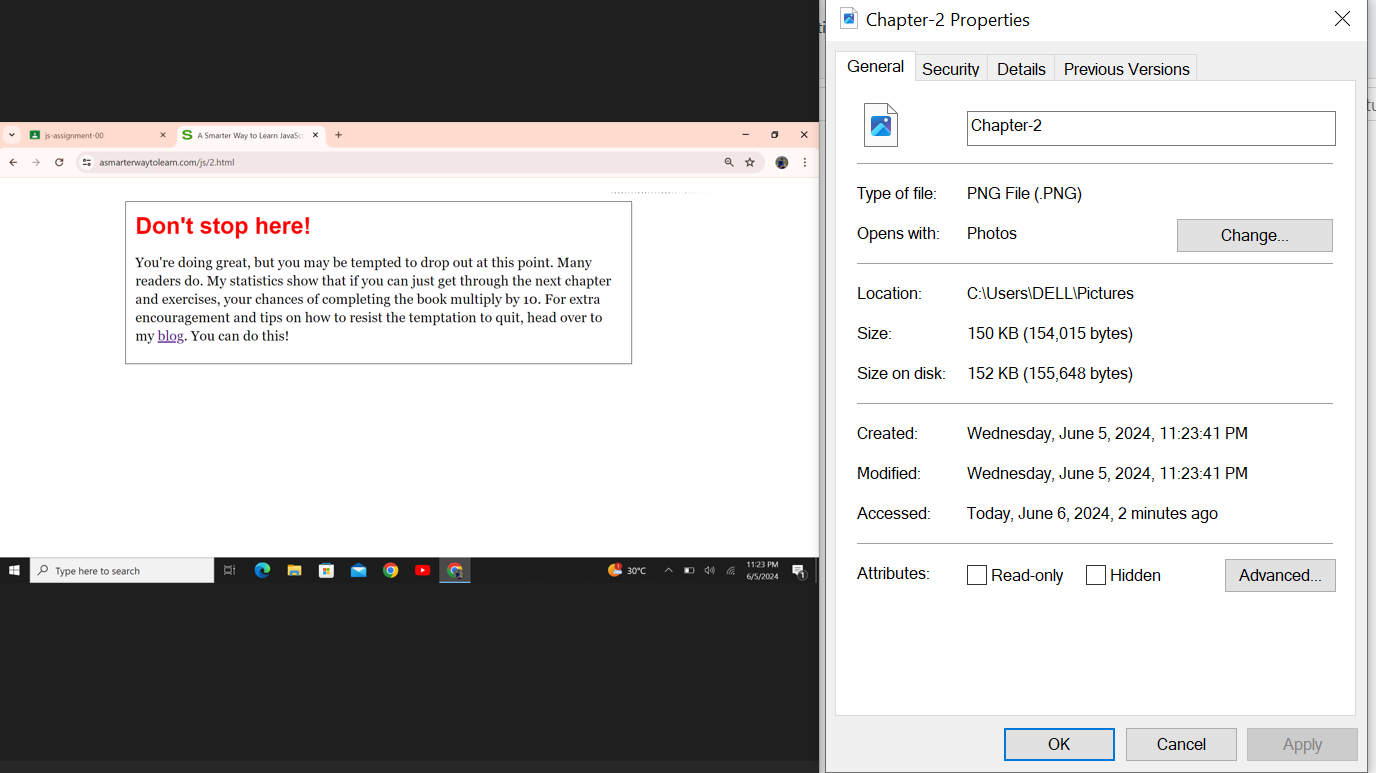 js-assignment-00
A Smarter Way to Learn JavaSc
asmarterwaytolearn.com/js/2.html
Don't stop here!
You're doing great, but you may be tempted to drop out at this point. Many
readers do. My statistics show that if you can just get through the next chapter
and exercises, your chances of completing the book multiply by 10. For extra
encouragement and tips on how to resist the temptation to quit, head over to
my blog. You can do this!
Type here to search
30°C
11:23 PM
6/5/2024
Chapter-2 Properties
General Security Details Previous Versions
Chapter-2
Type of file: PNG File (.PNG)
Opens with: Photos Change...
Location: C:\Users\DELL\Pictures
Size: 150 KB (154,015 bytes)
Size on disk: 152 KB (155,648 bytes)
Created: Wednesday, June 5, 2024, 11:23:41 PM
Modified: Wednesday, June 5, 2024, 11:23:41 PM
Accessed: Today, June 6, 2024, 2 minutes ago
Attributes: Read-only Hidden Advanced...
OK Cancel Apply